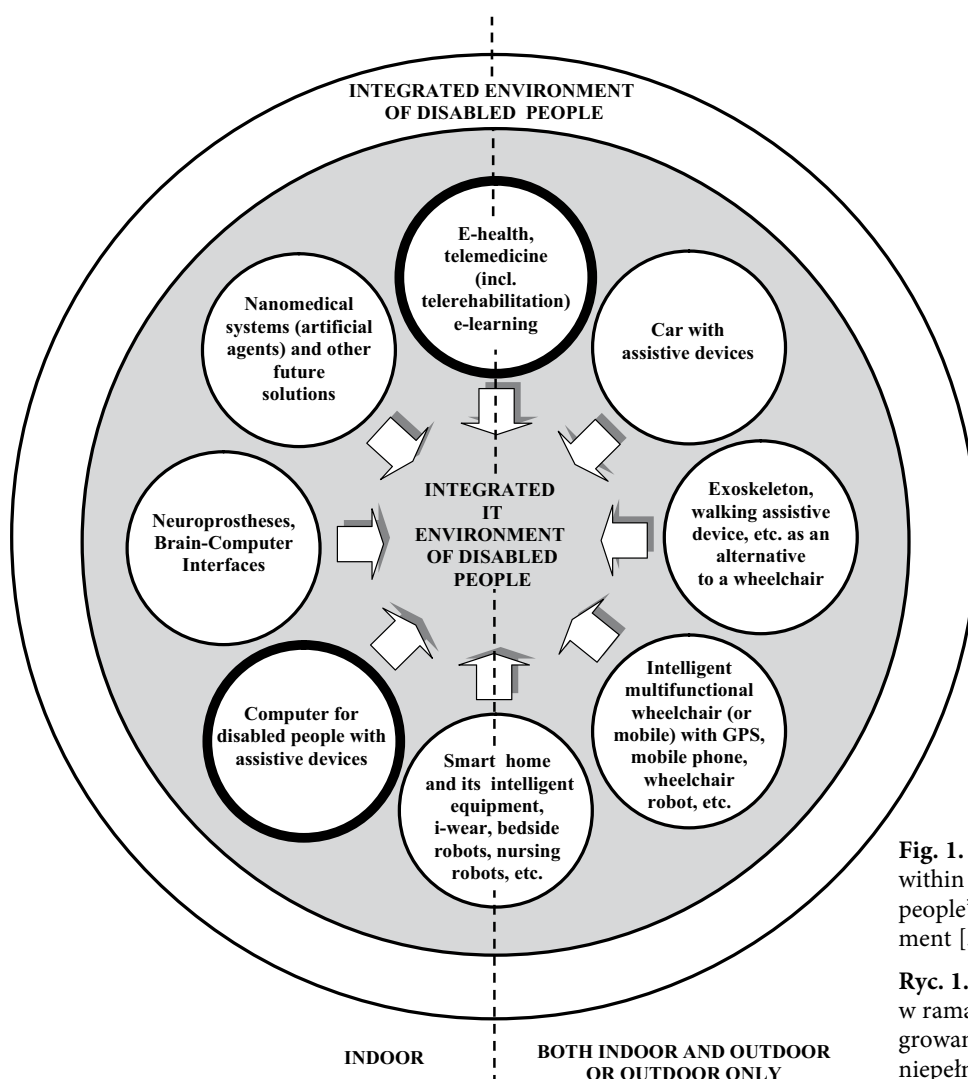 INTEGRATED ENVIRONMENT
OF DISABLED PEOPLE
E-health,
telemedicine
(incl.
telerehabilitation)
e-learning
Nanomedical
systems (artificial
agents) and other
future
solutions
Car with
assistive devices
INTEGRATED
IT
ENVIRONMENT
OF DISABLED
PEOPLE
Neuroprostheses,
Brain-Computer
Interfaces
Exoskeleton,
walking assistive
device, etc. as an
alternative
to a wheelchair
Computer for
disabled people with
assistive devices
Smart home
and its intelligent
equipment,
i-wear, bedside
robots, nursing
robots, etc.
Intelligent
multifunctional
wheelchair (or
mobile) with GPS,
mobile phone,
wheelchair
robot, etc.
INDOOR
BOTH INDOOR AND OUTDOOR
OR OUTDOOR ONLY
Fig. 1.
within
people'
ment [
Ryc. 1.
w rama
growan
niepełn